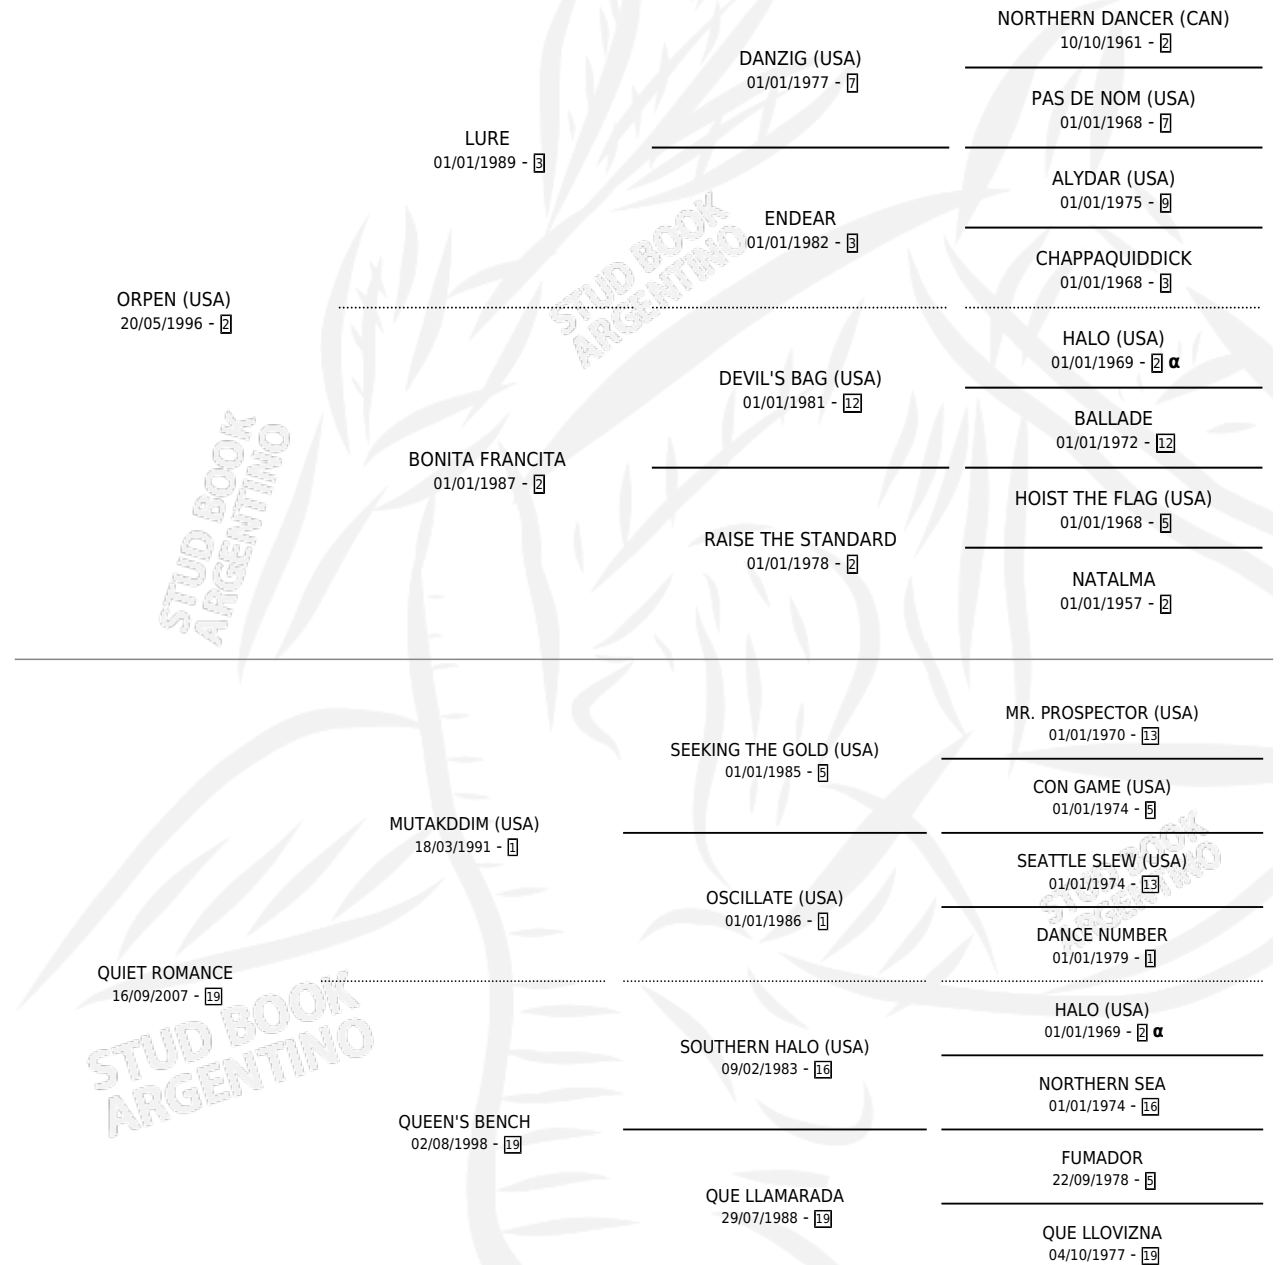 NORTHERN DANCER (CAN)
10/10/1961 - 2
DANZIG (USA)
01/01/1977 - 7
PAS DE NOM (USA)
01/01/1968 - 7
LURE
01/01/1989 - 3
ALYDAR (USA)
01/01/1975 - 9
ENDEAR
01/01/1982 - 3
CHAPPAQUIDDICK
01/01/1968 - 3
ORPEN (USA)
20/05/1996 - 2
HALO (USA)
01/01/1969 - 2 α
DEVIL'S BAG (USA)
01/01/1981 - 12
BALLADE
01/01/1972 - 12
BONITA FRANCITA
01/01/1987 - 2
HOIST THE FLAG (USA)
01/01/1968 - 5
RAISE THE STANDARD
01/01/1978 - 2
NATALMA
01/01/1957 - 2
MR. PROSPECTOR (USA)
01/01/1970 - 13
SEEKING THE GOLD (USA)
01/01/1985 - 5
CON GAME (USA)
01/01/1974 - 5
MUTAKDDIM (USA)
18/03/1991 - 1
SEATTLE SLEW (USA)
01/01/1974 - 13
OSCILLATE (USA)
01/01/1986 - 1
DANCE NUMBER
01/01/1979 - 1
QUIET ROMANCE
16/09/2007 - 19
HALO (USA)
01/01/1969 - 2 α
SOUTHERN HALO (USA)
09/02/1983 - 16
NORTHERN SEA
01/01/1974 - 16
QUEEN'S BENCH
02/08/1998 - 19
FUMADOR
22/09/1978 - 5
QUE LLAMARADA
29/07/1988 - 19
QUE LLOVIZNA
04/10/1977 - 19
STUD BOOK
ARGENTINO
STUD BOOK
ARGENTINO
STUD BOOK
ARGENTINO
STUD BOOK
ARGENTINO